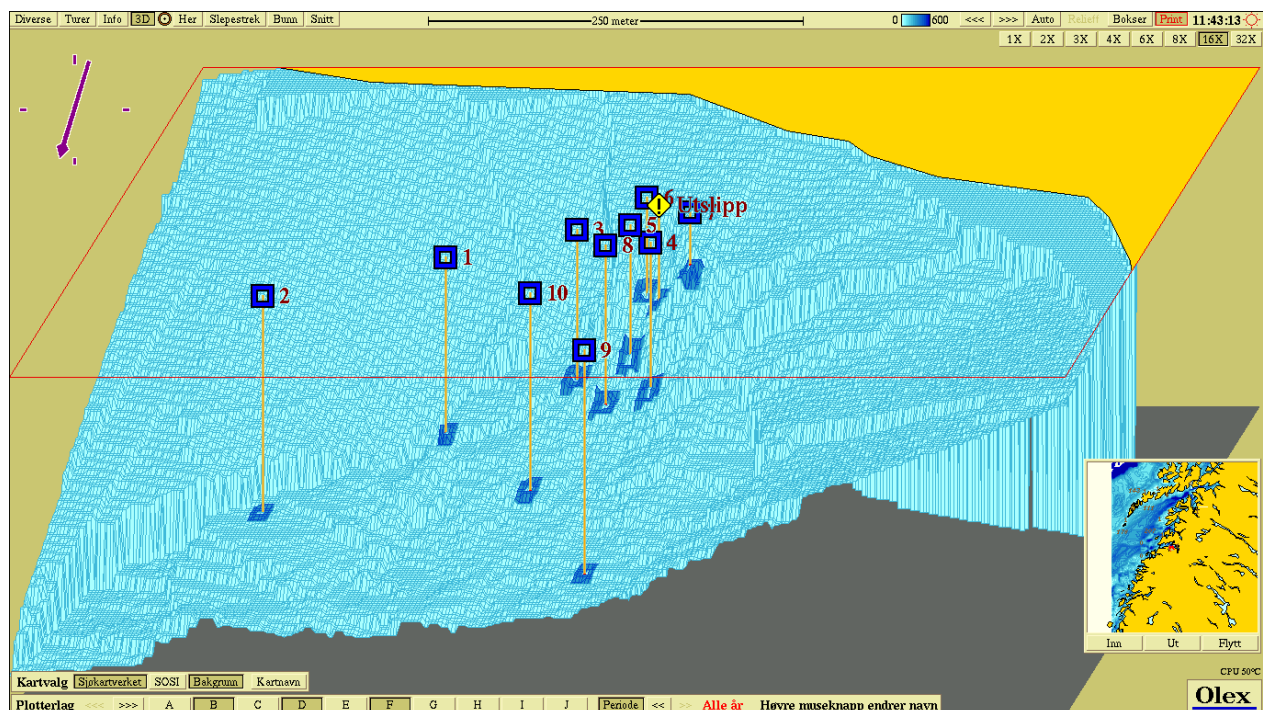 Diverse Turer Info 3D Her Slepestrek Bunn Snitt 250 meter 0 600 <<< >>> Auto Relieff Bokser Print 11:43:13
1X 2X 3X 4X 6X 8X 16X 32X
6
Utslipp
7
3
5
8
4
1
2
10
9
Inn Ut Flytt
CPU 50°C
Kartvalg Sjøkartverket SOSI Bakgrunn Kartnavn
Olex
Plotterlag <<< >>> A B C D E F G H I J Periode << >> Alle år Høyre museknapp endrer navn